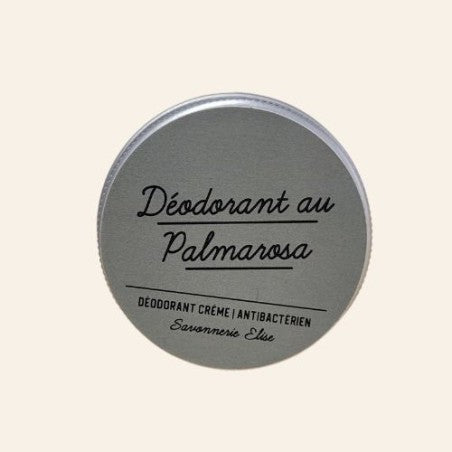 Déodorant au
Palmarosa
DÉODORANT CRÈME | ANTIBACTÉRIEN
Savonnerie Elise